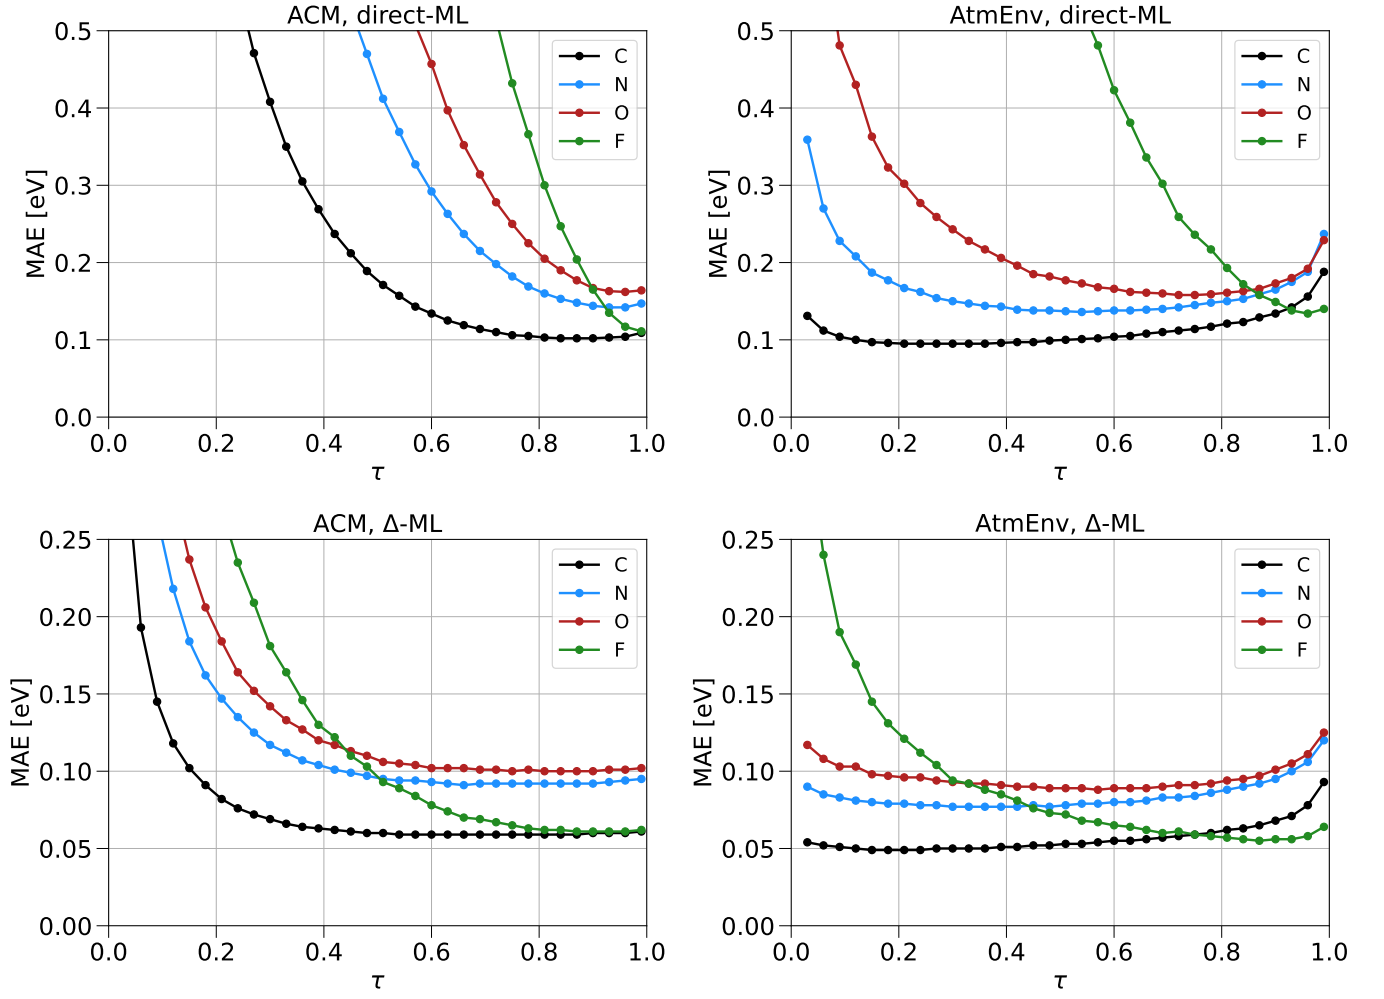 ACM, direct-ML
0.5
0.4
0.3
0.2
0.1
0.0
MAE [eV]
0.0 0.2 0.4 0.6 0.8 1.0
τ
C
N
O
F
AtmEnv, direct-ML
0.5
0.4
0.3
0.2
0.1
0.0
MAE [eV]
0.0 0.2 0.4 0.6 0.8 1.0
τ
C
N
O
F
ACM, Δ-ML
0.25
0.20
0.15
0.10
0.05
0.00
MAE [eV]
0.0 0.2 0.4 0.6 0.8 1.0
τ
C
N
O
F
AtmEnv, Δ-ML
0.25
0.20
0.15
0.10
0.05
0.00
MAE [eV]
0.0 0.2 0.4 0.6 0.8 1.0
τ
C
N
O
F